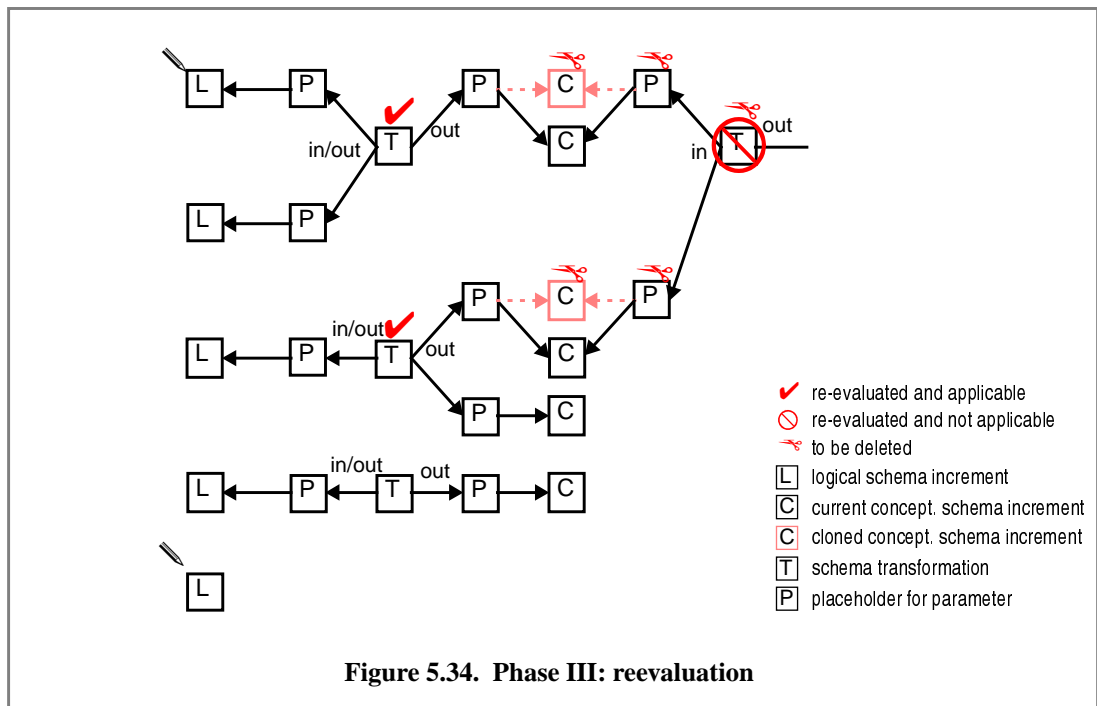 L P P C P
T out C T out
in/out in
L P
P C P
in/out
L P T out C
P C
in/out out
L P T P C
L
re-evaluated and applicable
re-evaluated and not applicable
to be deleted
L logical schema increment
C current concept. schema increment
C cloned concept. schema increment
T schema transformation
P placeholder for parameter
Figure 5.34. Phase III: reevaluation